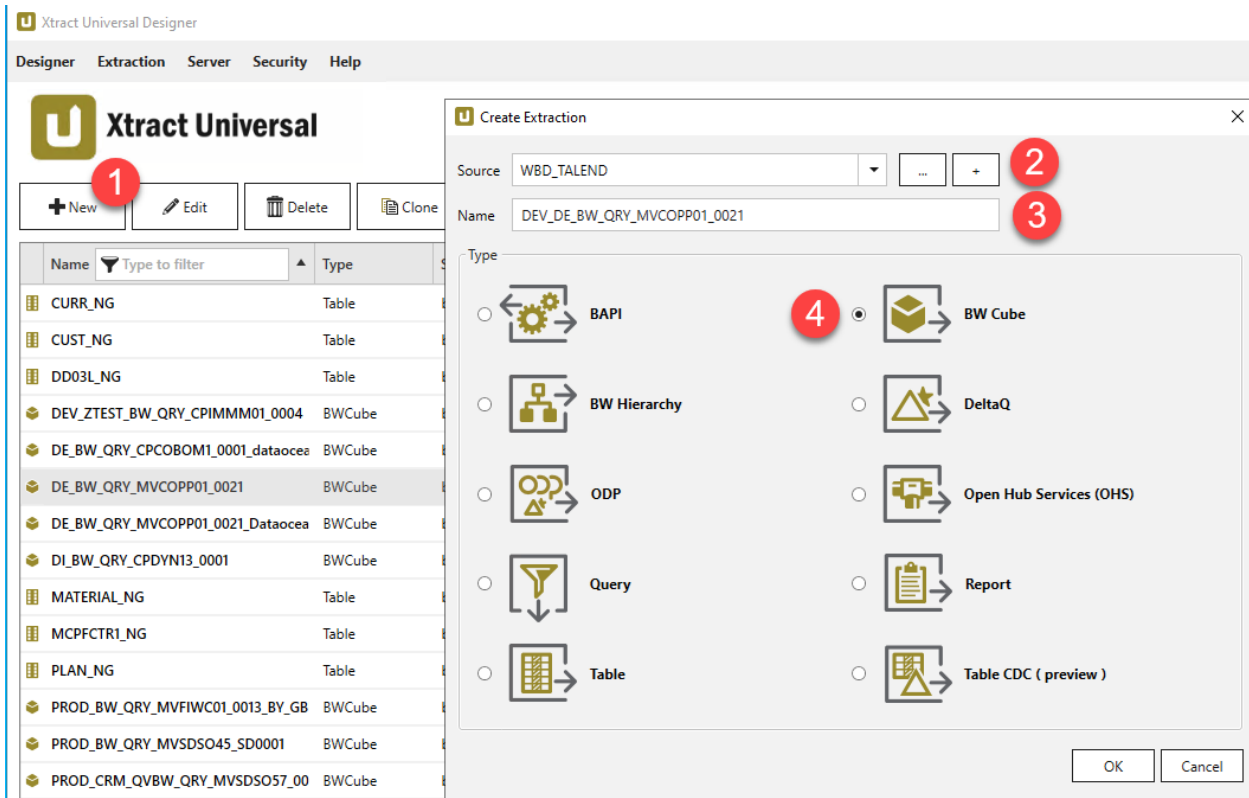 Xtract Universal Designer
Designer Extraction Server Security Help
Xtract Universal
1
New Edit Delete Clone
Name Type to filter Type
CURR_NG Table
CUST_NG Table
DD03L_NG Table
DEV_ZTEST_BW_QRY_CPIMMM01_0004 BWCube
DE_BW_QRY_CPCOBOM1_0001_dataocea BWCube
DE_BW_QRY_MVCOPP01_0021 BWCube
DE_BW_QRY_MVCOPP01_0021_Dataocea BWCube
DI_BW_QRY_CPDYN13_0001 BWCube
MATERIAL_NG Table
MCPFCTR1_NG Table
PLAN_NG Table
PROD_BW_QRY_MVFIWC01_0013_BY_GB BWCube
PROD_BW_QRY_MVSDSO45_SD0001 BWCube
PROD_CRM_QVBW_QRY_MVSDSO57_00 BWCube
Create Extraction
Source WBD_TALEND ... + 2
Name DEV_DE_BW_QRY_MVCOPP01_0021 3
Type
BAPI 4 BW Cube
BW Hierarchy DeltaQ
ODP Open Hub Services (OHS)
Query Report
Table Table CDC ( preview )
OK Cancel